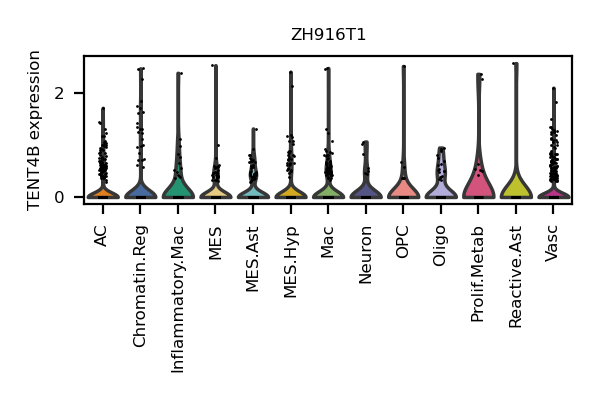 ZH916T1
TENT4B expression
2
0
AC
Chromatin.Reg
Inflammatory.Mac
MES
MES.Ast
MES.Hyp
Mac
Neuron
OPC
Oligo
Prolif.Metab
Reactive.Ast
Vasc